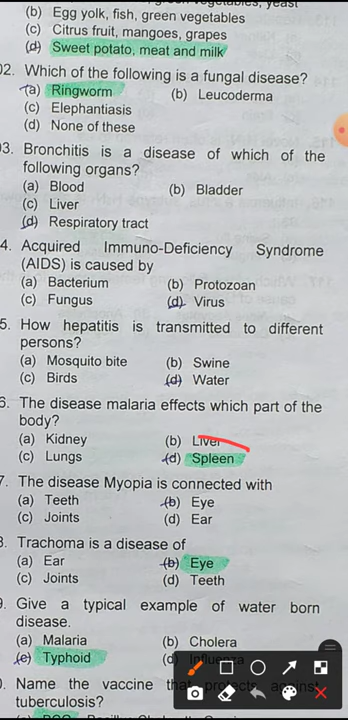 (b) Egg yolk, fish, green vegetables
(c) Citrus fruit, mangoes, grapes
(d) Sweet potato, meat and milk
02. Which of the following is a fungal disease?
(a) Ringworm (b) Leucoderma
(c) Elephantiasis
(d) None of these
3. Bronchitis is a disease of which of the
following organs?
(a) Blood (b) Bladder
(c) Liver
(d) Respiratory tract
4. Acquired Immuno-Deficiency Syndrome
(AIDS) is caused by
(a) Bacterium (b) Protozoan
(c) Fungus (d) Virus
5. How hepatitis is transmitted to different
persons?
(a) Mosquito bite (b) Swine
(c) Birds (d) Water
6. The disease malaria effects which part of the
body?
(a) Kidney (b) Liver
(c) Lungs (d) Spleen
7. The disease Myopia is connected with
(a) Teeth (b) Eye
(c) Joints (d) Ear
8. Trachoma is a disease of
(a) Ear (b) Eye
(c) Joints (d) Teeth
9. Give a typical example of water born
disease.
(a) Malaria (b) Cholera
(c) Typhoid (d) Influenza
0. Name the vaccine that protects against
tuberculosis?